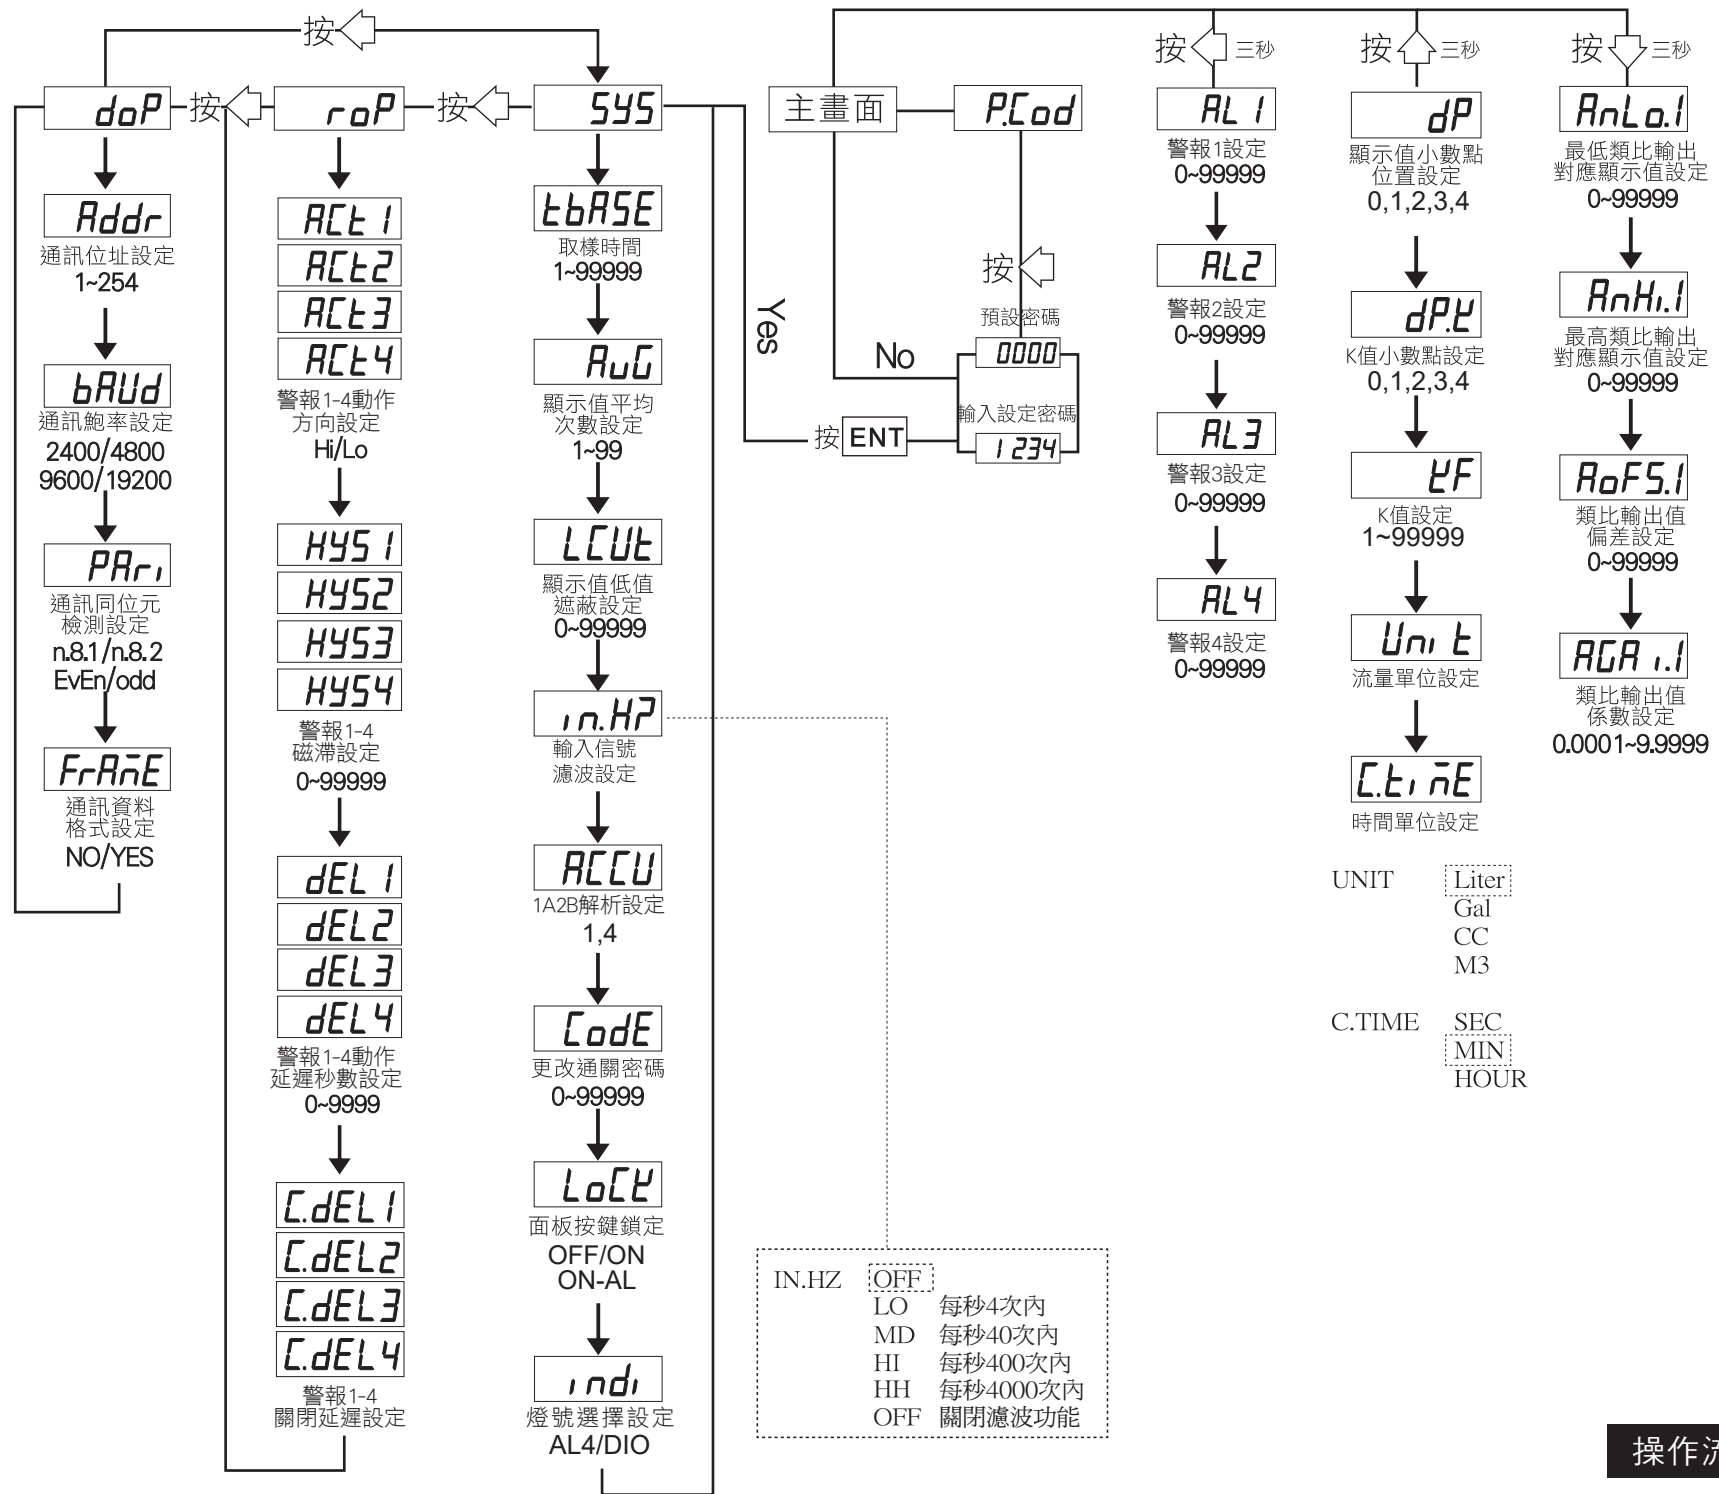 按
doP
按
roP
按
SYS
Addr
通訊位址設定
1~254
bAUd
通訊鮑率設定
2400/4800
9600/19200
PAri
通訊同位元
檢測設定
n.8.1/n.8.2
EvEn/odd
FrAmE
通訊資料
格式設定
NO/YES
ACt1
ACt2
ACt3
ACt4
警報1-4動作
方向設定
Hi/Lo
HYS1
HYS2
HYS3
HYS4
警報1-4
磁滯設定
0~99999
dEL1
dEL2
dEL3
dEL4
警報1-4動作
延遲秒數設定
0~9999
C.dEL1
C.dEL2
C.dEL3
C.dEL4
警報1-4
關閉延遲設定
tbASE
取樣時間
1~99999
AvG
顯示值平均
次數設定
1~99
LCUt
顯示值低值
遮蔽設定
0~99999
in.HZ
輸入信號
濾波設定
ACCU
1A2B解析設定
1,4
CodE
更改通關密碼
0~99999
LoCK
面板按鍵鎖定
OFF/ON
ON-AL
indi
燈號選擇設定
AL4/DIO
Yes
主畫面
P.Cod
按
預設密碼
0000
No
輸入設定密碼
1234
按 ENT
按 三秒
AL1
警報1設定
0~99999
AL2
警報2設定
0~99999
AL3
警報3設定
0~99999
AL4
警報4設定
0~99999
按 三秒
dP
顯示值小數點
位置設定
0,1,2,3,4
dP.K
K值小數點設定
0,1,2,3,4
KF
K值設定
1~99999
Unit
流量單位設定
C.timE
時間單位設定
按 三秒
AnLo.1
最低類比輸出
對應顯示值設定
0~99999
AnHi.1
最高類比輸出
對應顯示值設定
0~99999
AoFS.1
類比輸出值
偏差設定
0~99999
AGAi.1
類比輸出值
係數設定
0.0001~9.9999
UNIT Liter
Gal
CC
M3
C.TIME SEC
MIN
HOUR
IN.HZ OFF
LO 每秒4次內
MD 每秒40次內
HI 每秒400次內
HH 每秒4000次內
OFF 關閉濾波功能
操作流